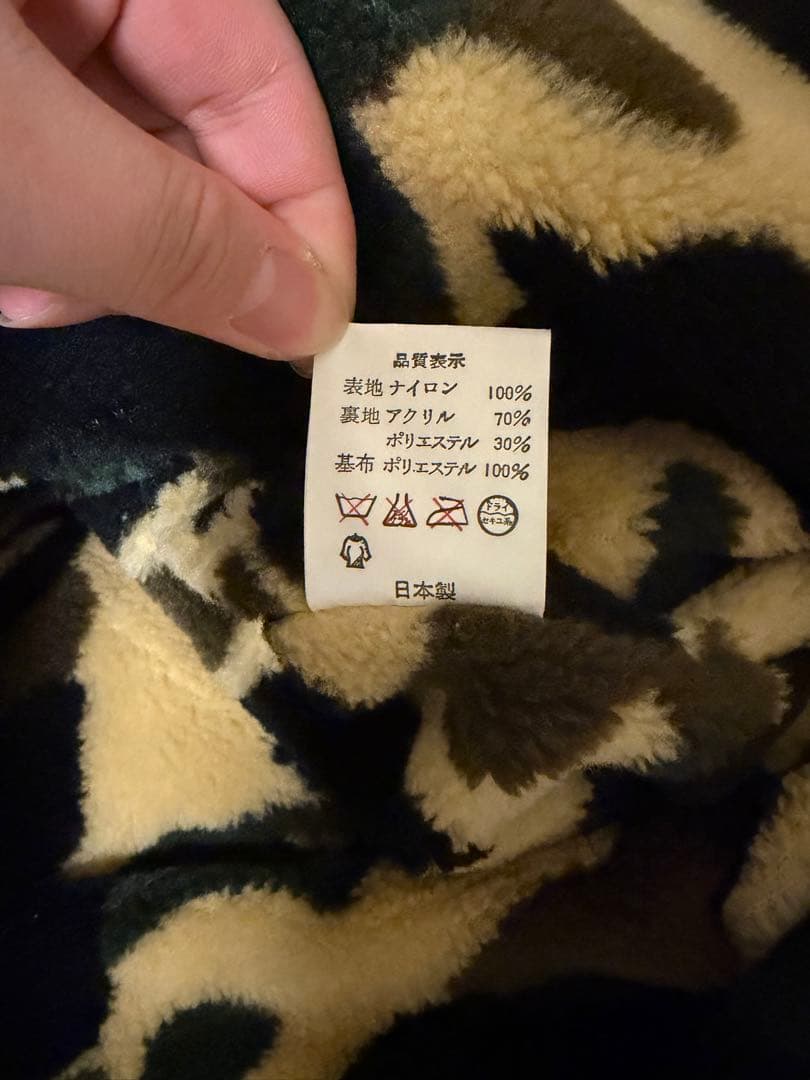 品質表示
表地 ナイロン 100%
裏地 アクリル 70%
ポリエステル 30%
基布 ポリエステル 100%
ドライ
セキユ系
日本製